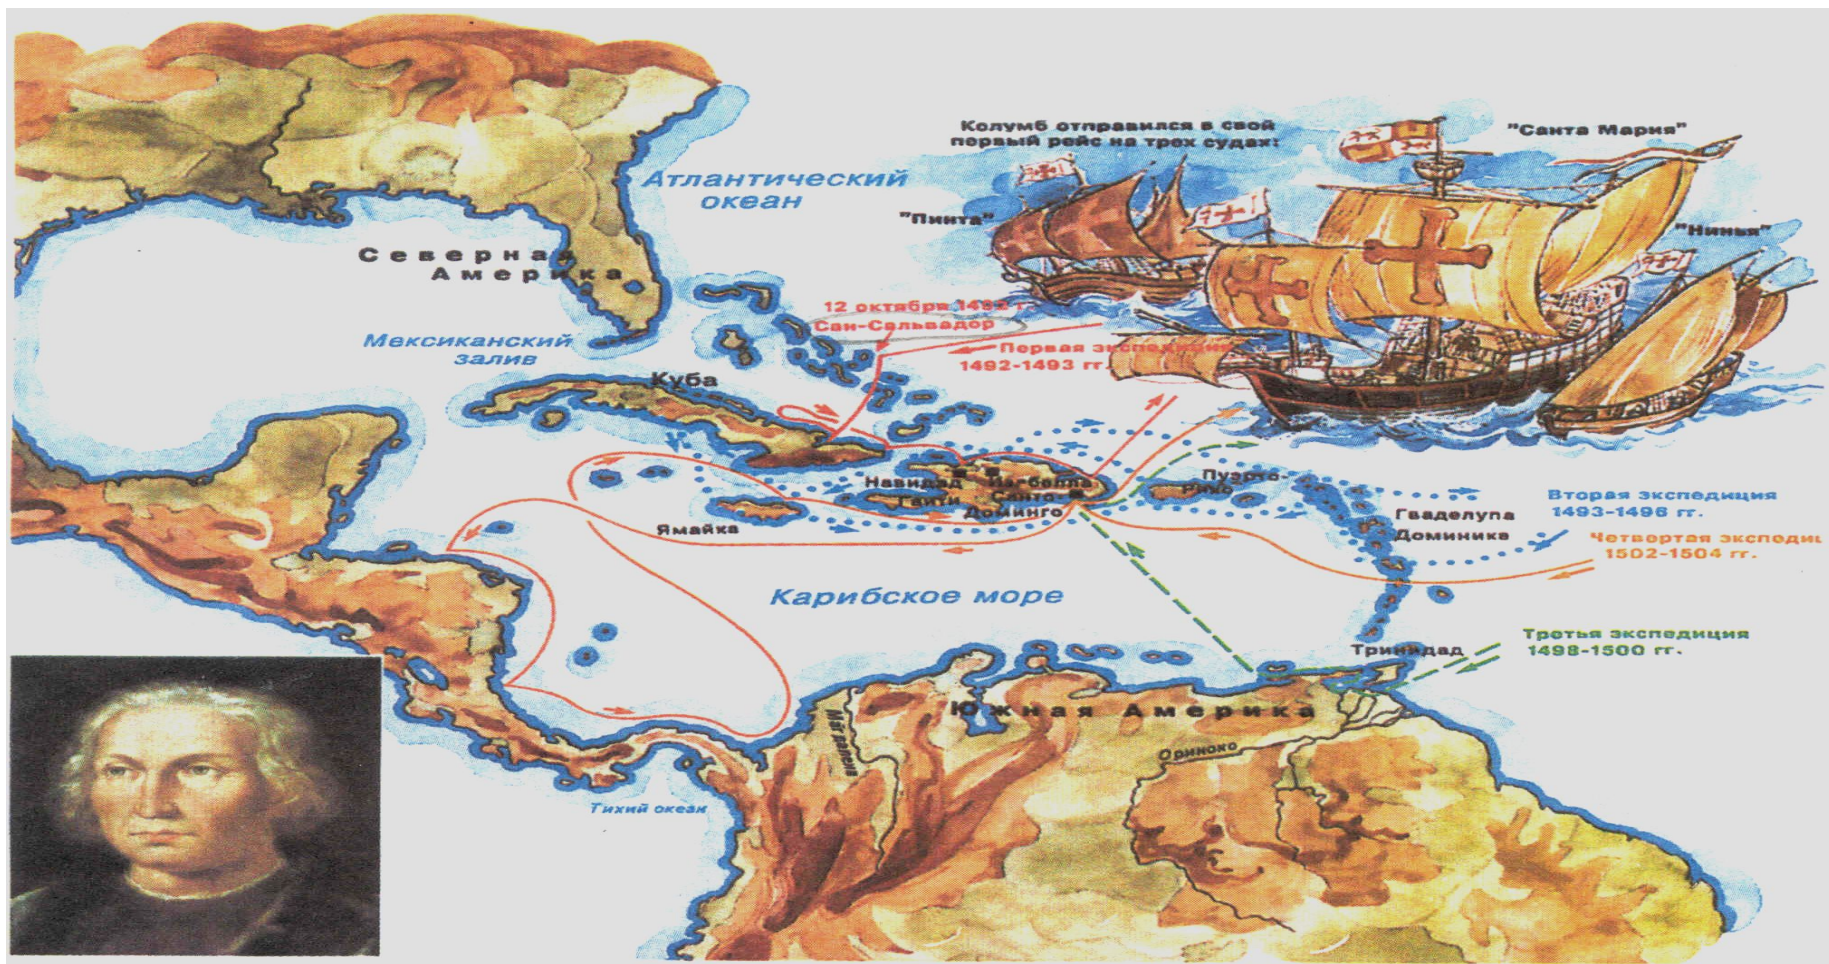 Колумб отправился в свой
первый рейс на трех судах:
"Санта Мария"
"Пинта"
"Нинья"
Атлантический
океан
Северная
Америка
12 октября 1492 г.
Сан-Сальвадор
Первая экспедиция
1492-1493 гг.
Мексиканский
залив
Куба
Навидад
Изабелла
Гаити
Санто-
Доминго
Пуэрто-
Рико
Ямайка
Гваделупа
Доминика
Вторая экспедиция
1493-1496 гг.
Четвертая экспедиц
1502-1504 гг.
Карибское море
Третья экспедиция
1498-1500 гг.
Тринидад
Южная Америка
Магдалена
Ориноко
Тихий океан